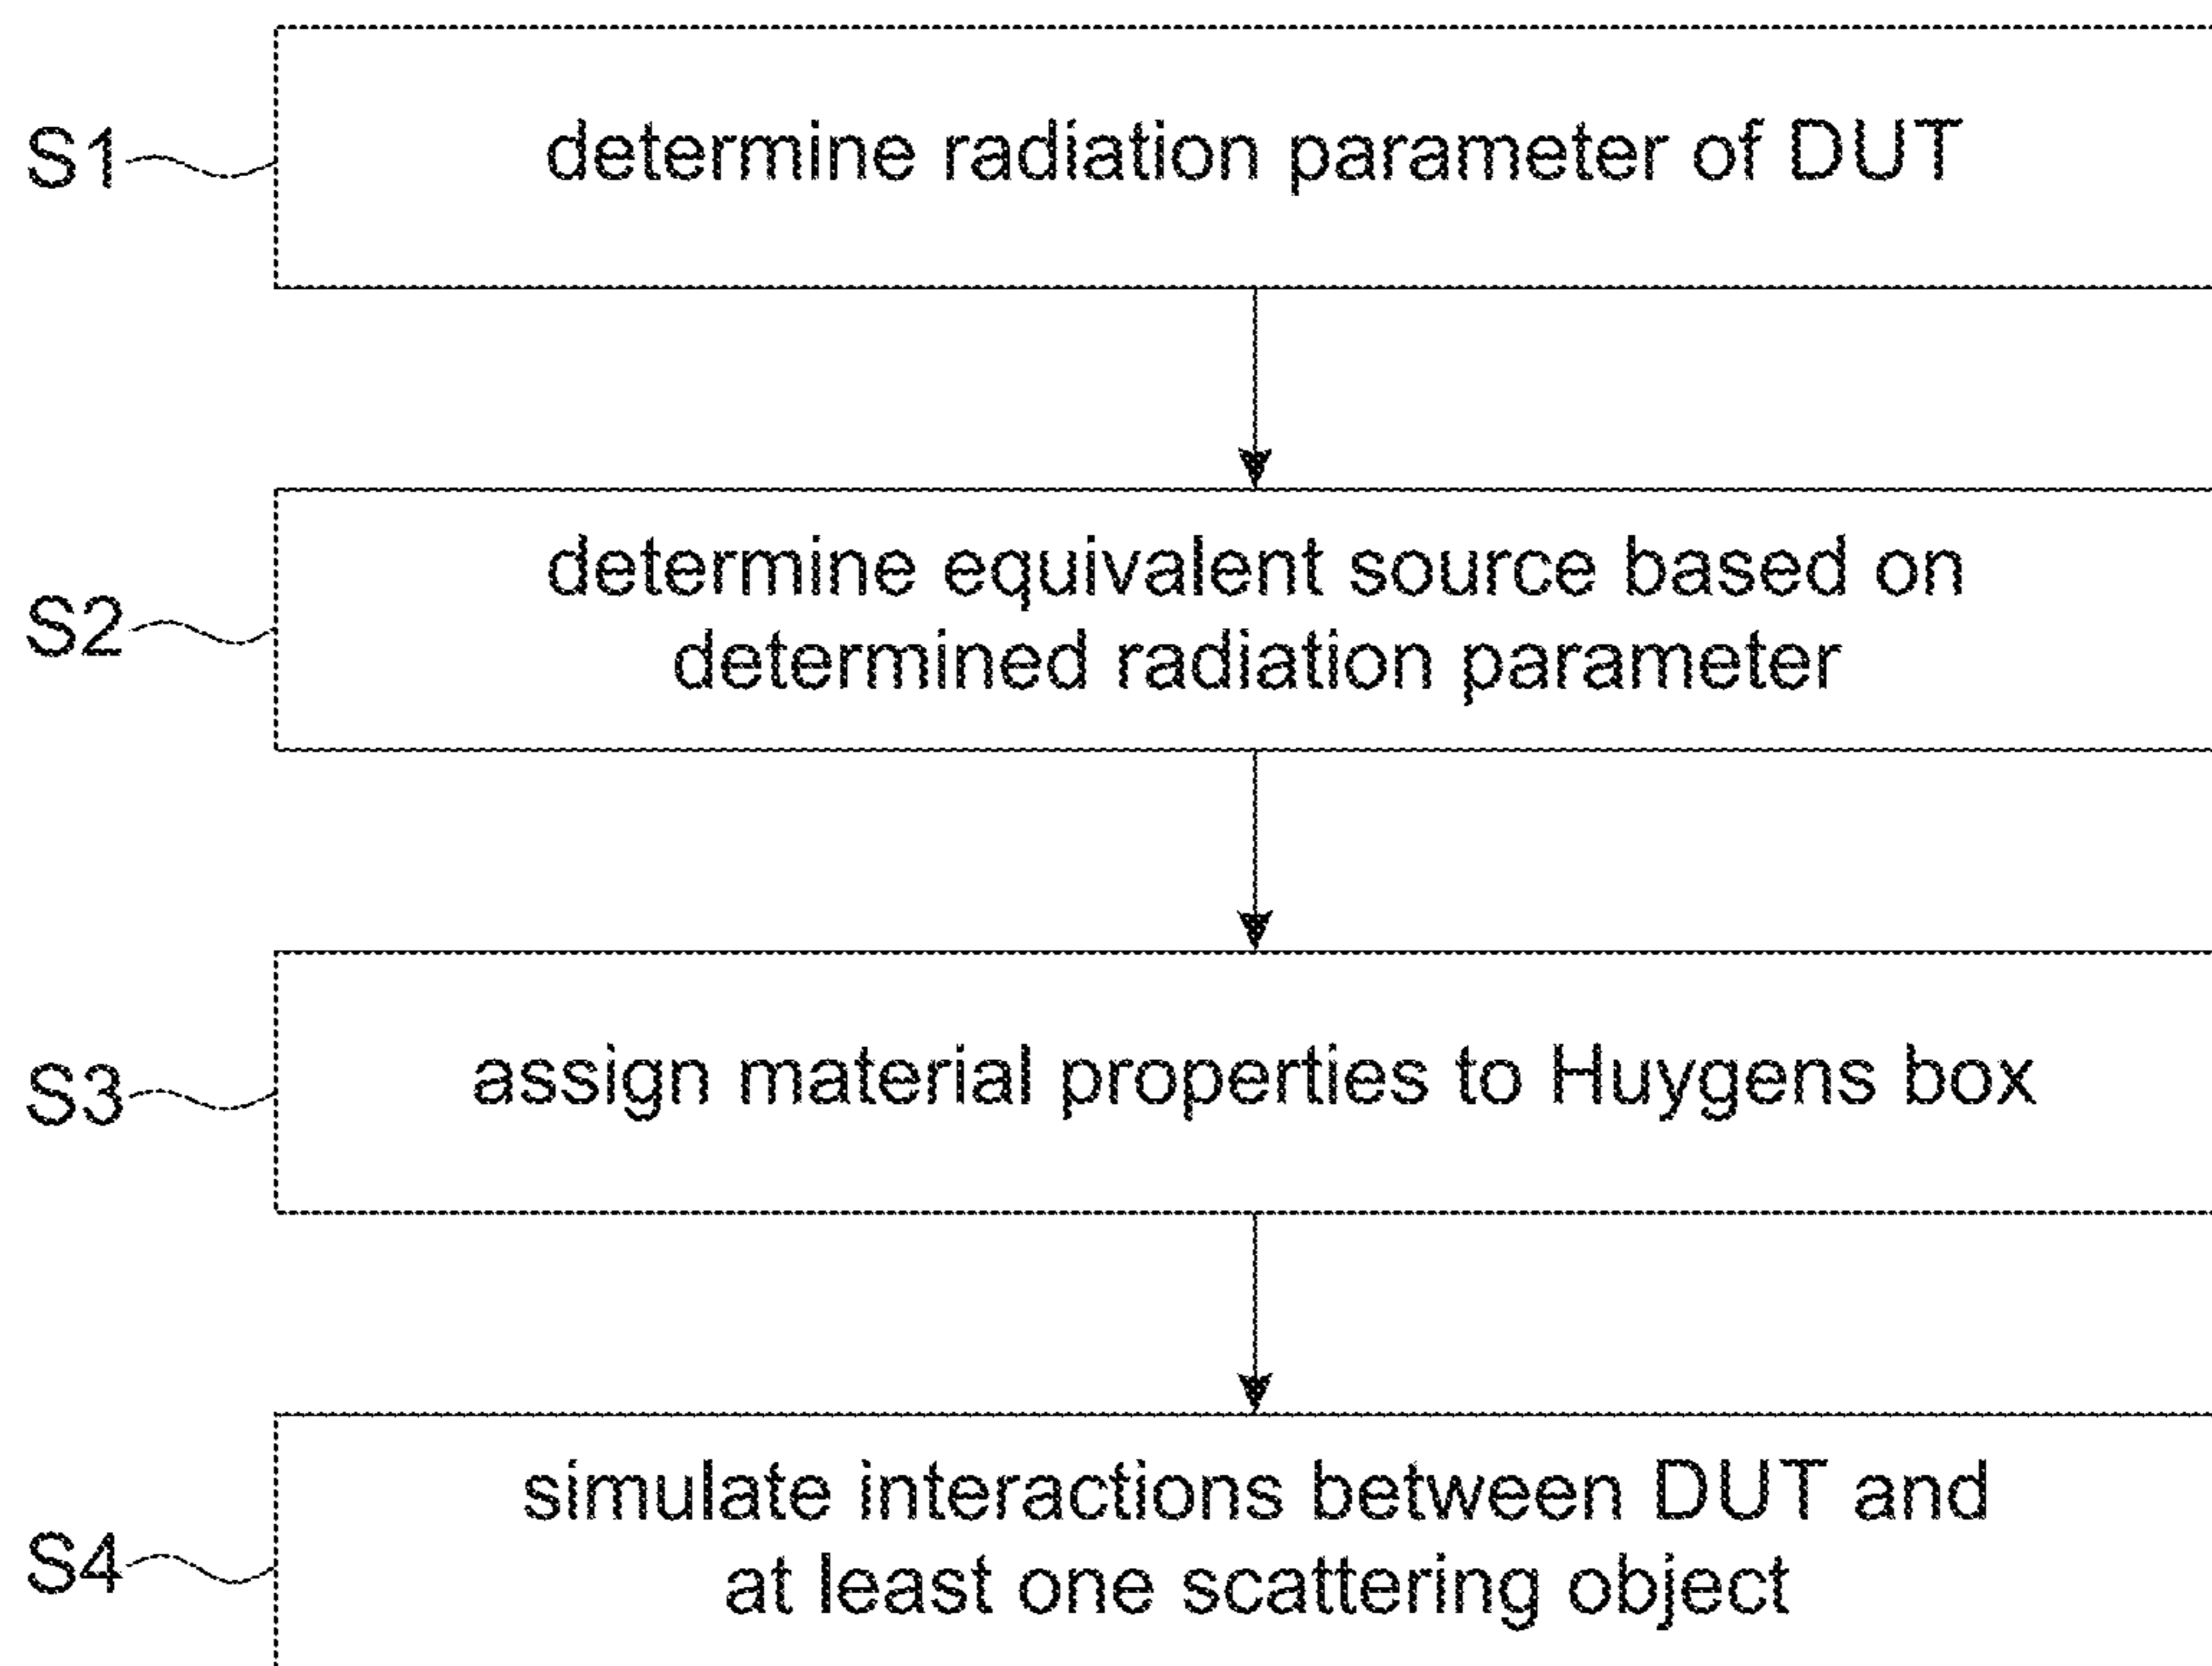 S1
determine radiation parameter of DUT
S2
determine equivalent source based on
determined radiation parameter
S3
assign material properties to Huygens box
S4
simulate interactions between DUT and
at least one scattering object